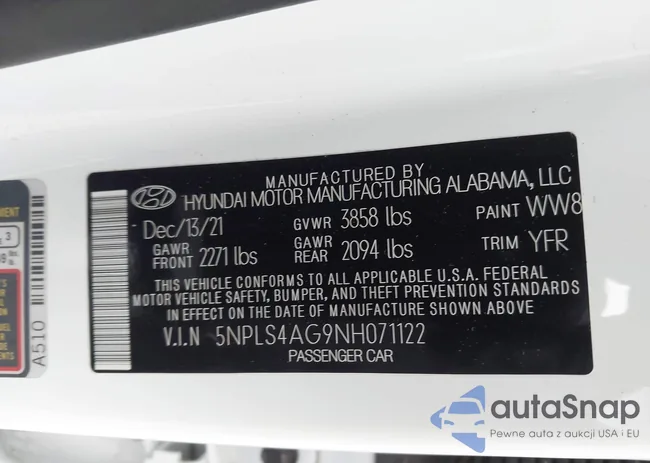 MANUFACTURED BY
HYUNDAI MOTOR MANUFACTURING ALABAMA, LLC
Dec/13/21 GVWR 3858 lbs PAINT WW8
GAWR FRONT 2271 lbs GAWR REAR 2094 lbs TRIM YFR
THIS VEHICLE CONFORMS TO ALL APPLICABLE U.S.A. FEDERAL
MOTOR VEHICLE SAFETY, BUMPER, AND THEFT PREVENTION STANDARDS
IN EFFECT ON THE DATE OF MANUFACTURE SHOWN ABOVE
V.I.N 5NPLS4AG9NH071122
PASSENGER CAR
A510
3
autaSnap
Pewne auta z aukcji USA i EU